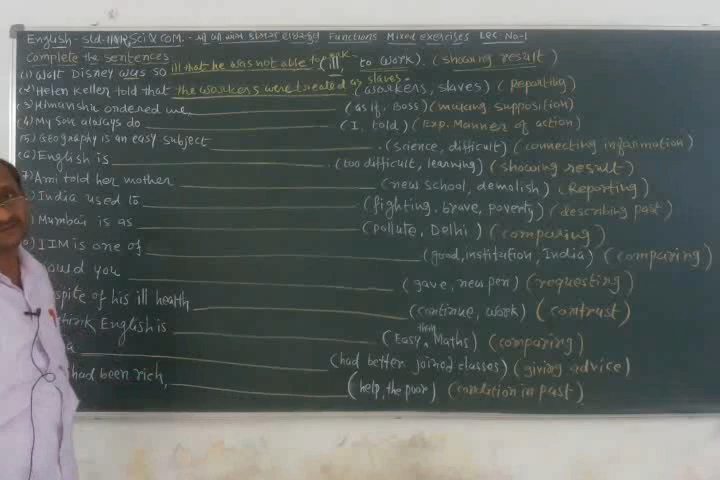 English - Std. 11 Sci & COM. Functions Mixed exercises Lec. No-1
Complete the sentences
(1) Walt Disney was so ill that he was not able to (ill, to work). (showing result)
(2) Helen Keller told that the workers were treated as slaves. (workers, slaves) (Reporting)
3) Himanshu ordered me, (as if, Boss) (making supposition)
(4) My son always do (I, told) (Exp. Manner of action)
(5) Geography is an easy subject . (science, difficult) (connecting information)
(6) English is . (too difficult, learning) (showing result)
7) Ami told her mother (new school, demolish) (Reporting)
) India used to (fighting, brave, poverty) (describing past)
) Mumbai is as (pollute, Delhi) (comparing)
) IIM is one of (good, institution, India) (comparing)
ould you (gave, new pen) (requesting)
spite of his ill health (continue, work) (contrust)
think English is (Easy than Maths) (comparing)
(had better joined classes) (giving advice)
had been rich, (help, the poor) (condition in past)